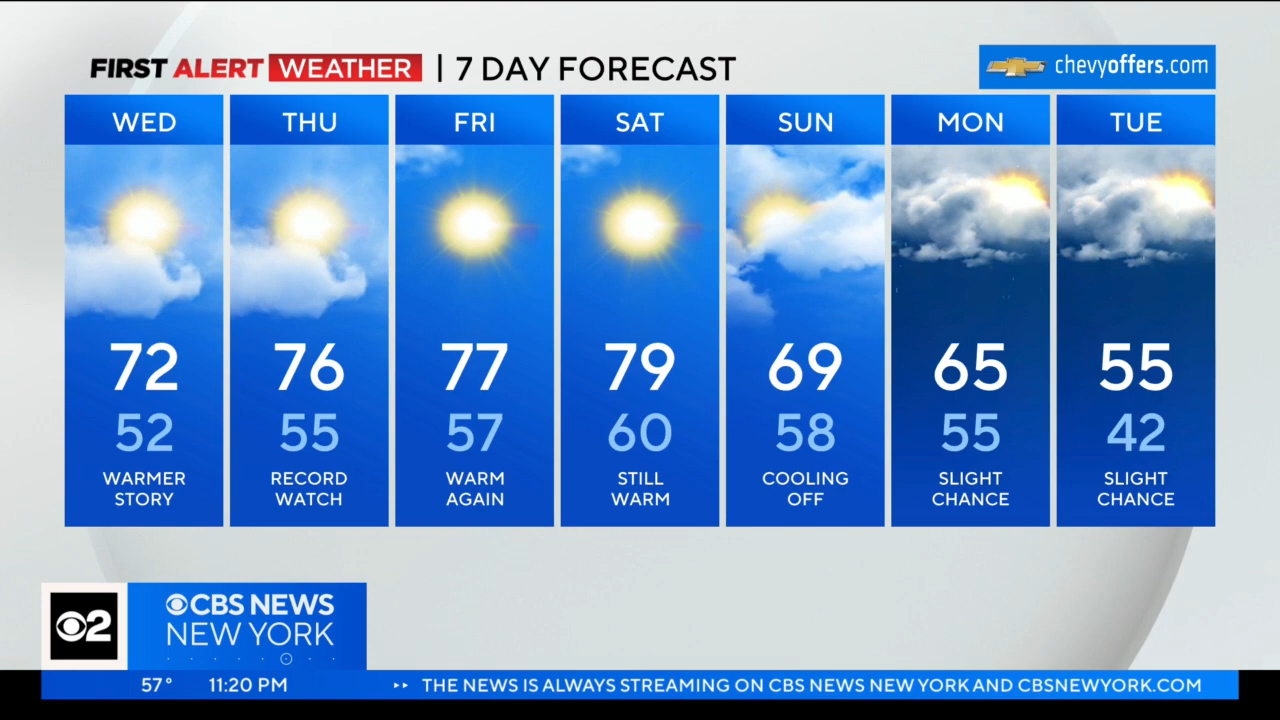 FIRST ALERT WEATHER | 7 DAY FORECAST
chevyoffers.com
WED THU FRI SAT SUN MON TUE
72 76 77 79 69 65 55
52 55 57 60 58 55 42
WARMER RECORD WARM STILL COOLING SLIGHT SLIGHT
STORY WATCH AGAIN WARM OFF CHANCE CHANCE
2 CBS NEWS
NEW YORK
57° 11:20 PM THE NEWS IS ALWAYS STREAMING ON CBS NEWS NEW YORK AND CBSNEWYORK.COM